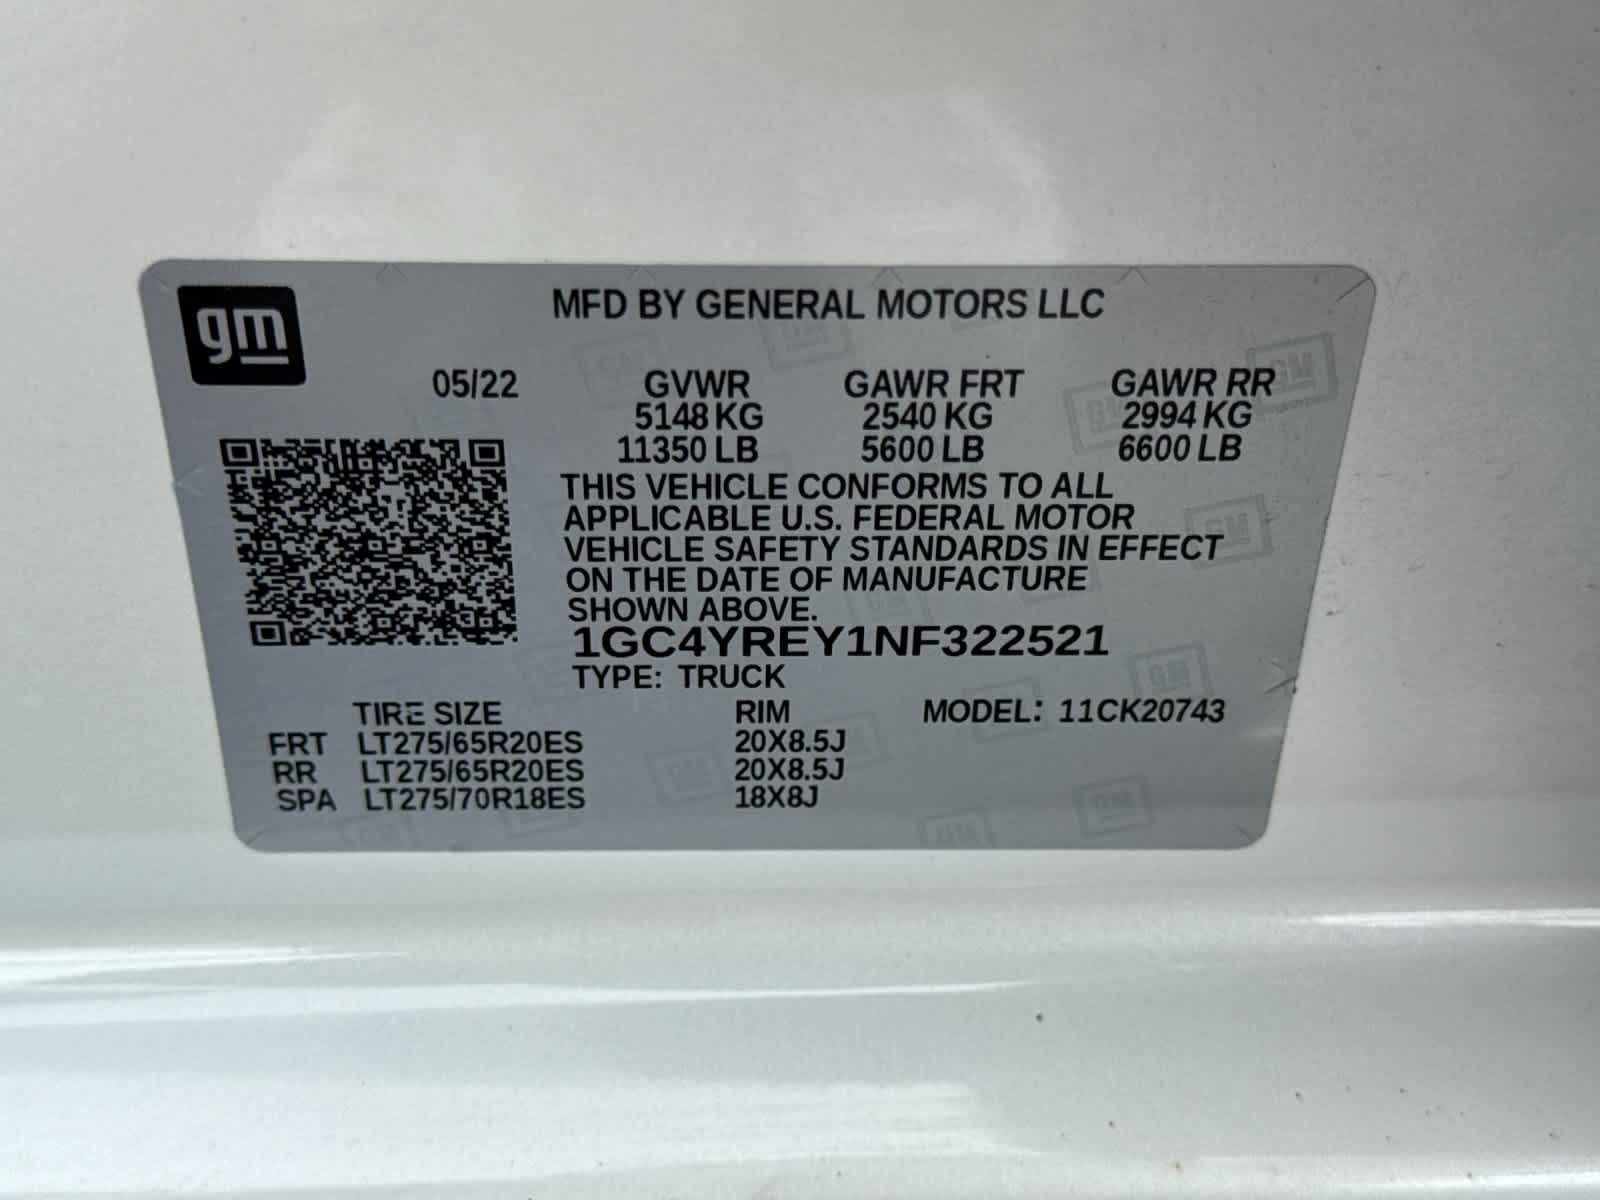 gm
MFD BY GENERAL MOTORS LLC
05/22 GVWR GAWR FRT GAWR RR
5148 KG 2540 KG 2994 KG
11350 LB 5600 LB 6600 LB
THIS VEHICLE CONFORMS TO ALL
APPLICABLE U.S. FEDERAL MOTOR
VEHICLE SAFETY STANDARDS IN EFFECT
ON THE DATE OF MANUFACTURE
SHOWN ABOVE.
1GC4YREY1NF322521
TYPE: TRUCK
TIRE SIZE RIM MODEL: 11CK20743
FRT LT275/65R20ES 20X8.5J
RR LT275/65R20ES 20X8.5J
SPA LT275/70R18ES 18X8J